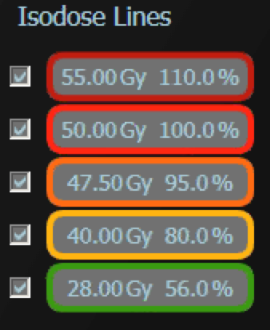 Isodose Lines
55.00 Gy 110.0 %
50.00 Gy 100.0 %
47.50 Gy 95.0 %
40.00 Gy 80.0 %
28.00 Gy 56.0 %